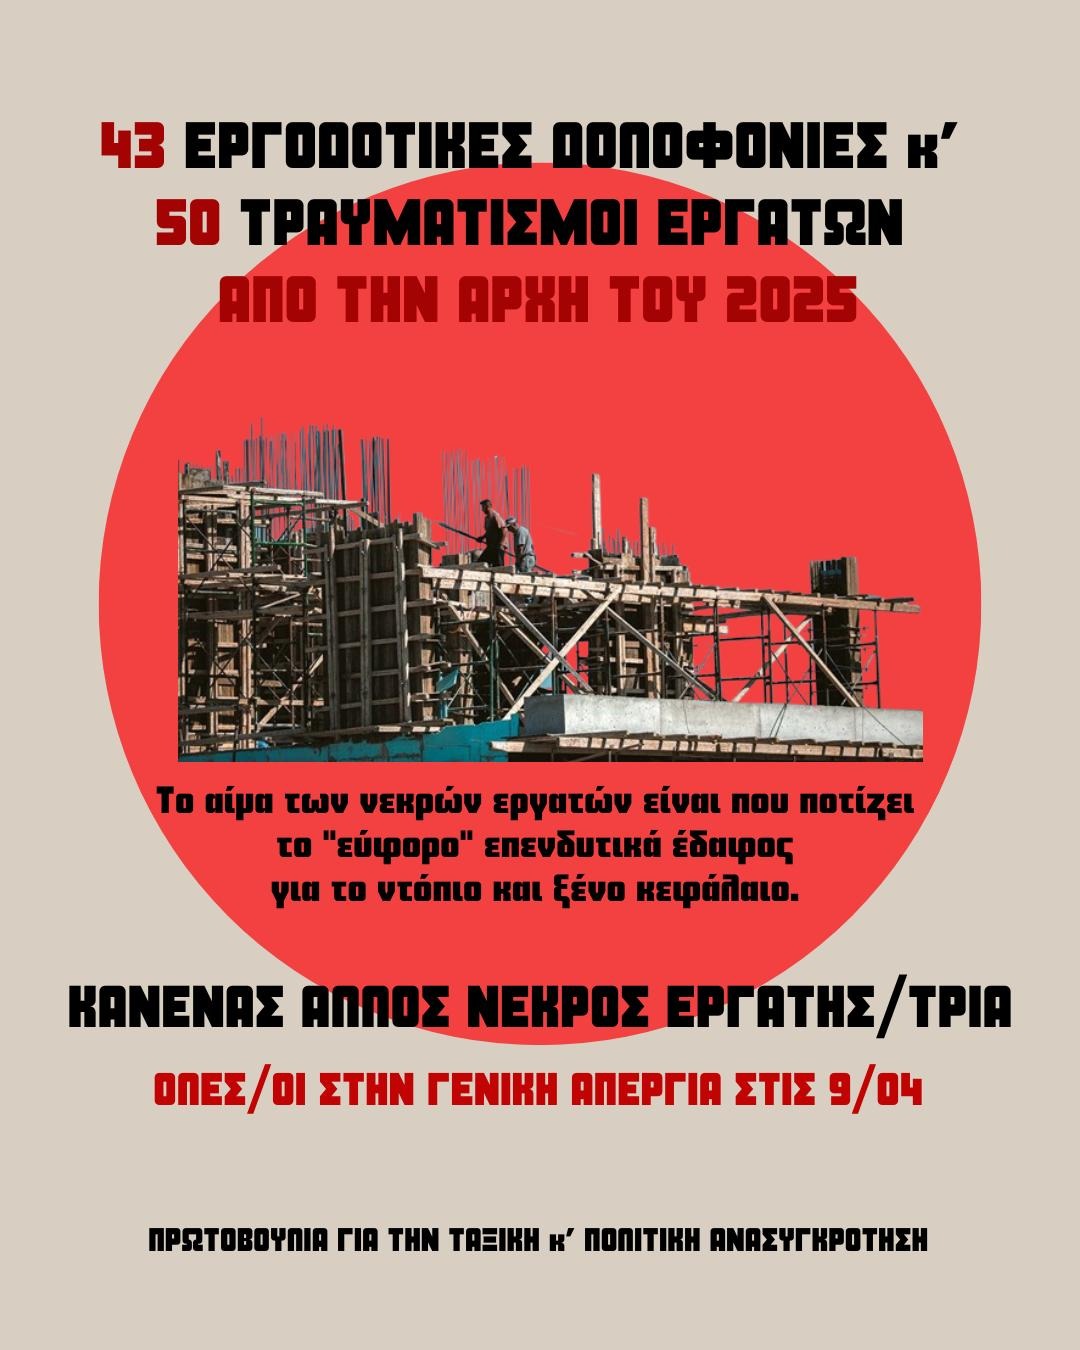 43 ΕΡΓΟΔΟΤΙΚΕΣ ΔΟΛΟΦΟΝΙΕΣ κ'
50 ΤΡΑΥΜΑΤΙΣΜΟΙ ΕΡΓΑΤΩΝ
ΑΠΟ ΤΗΝ ΑΡΧΗ ΤΟΥ 2025
Το αίμα των νεκρών εργατών είναι που ποτίζει
το "εύφορο" επενδυτικά έδαφος
για το ντόπιο και ξένο κεφάλαιο.
ΚΑΝΕΝΑΣ ΑΛΛΟΣ ΝΕΚΡΟΣ ΕΡΓΑΤΗΣ/ΤΡΙΑ
ΟΛΕΣ/ΟΙ ΣΤΗΝ ΓΕΝΙΚΗ ΑΠΕΡΓΙΑ ΣΤΙΣ 9/04
ΠΡΩΤΟΒΟΥΛΙΑ ΓΙΑ ΤΗΝ ΤΑΞΙΚΗ κ' ΠΟΛΙΤΙΚΗ ΑΝΑΣΥΓΚΡΟΤΗΣΗ